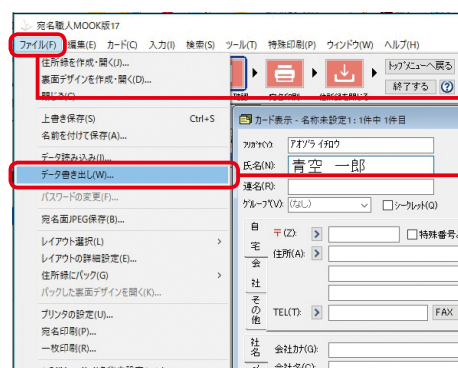 宛名職人MOOK版17
ファイル(F) 編集(E) カード(C) 入力(I) 検索(S) ツール(T) 特殊印刷(P) ウィンドウ(W) ヘルプ(H)
住所録を作成・開く(J)...
裏面デザインを作成・開く(D)...
閉じる(C)
上書き保存(S) Ctrl+S
名前を付けて保存(A)...
データ読み込み(I)...
データ書き出し(W)...
パスワードの変更(F)...
宛名面JPEG保存(B)...
レイアウト選択(L)
レイアウトの詳細設定(E)...
住所録にパック(G)
パックした裏面デザインを開く(K)...
プリンタの設定(U)...
宛名印刷(R)...
一枚印刷(R)...
トップメニューへ戻る
終了する
カード表示 - 名称未設定1: 1件中 1件目
フリガナ(Y): アオゾラ イチロウ
氏名(N): 青空 一郎
連名(R):
グループ(V): (なし) シークレット(Q)
自宅
会社
その他
〒(Z): 特殊番号
住所(A):
TEL(T): FAX
社名
会社カナ(G):
会社名(C):